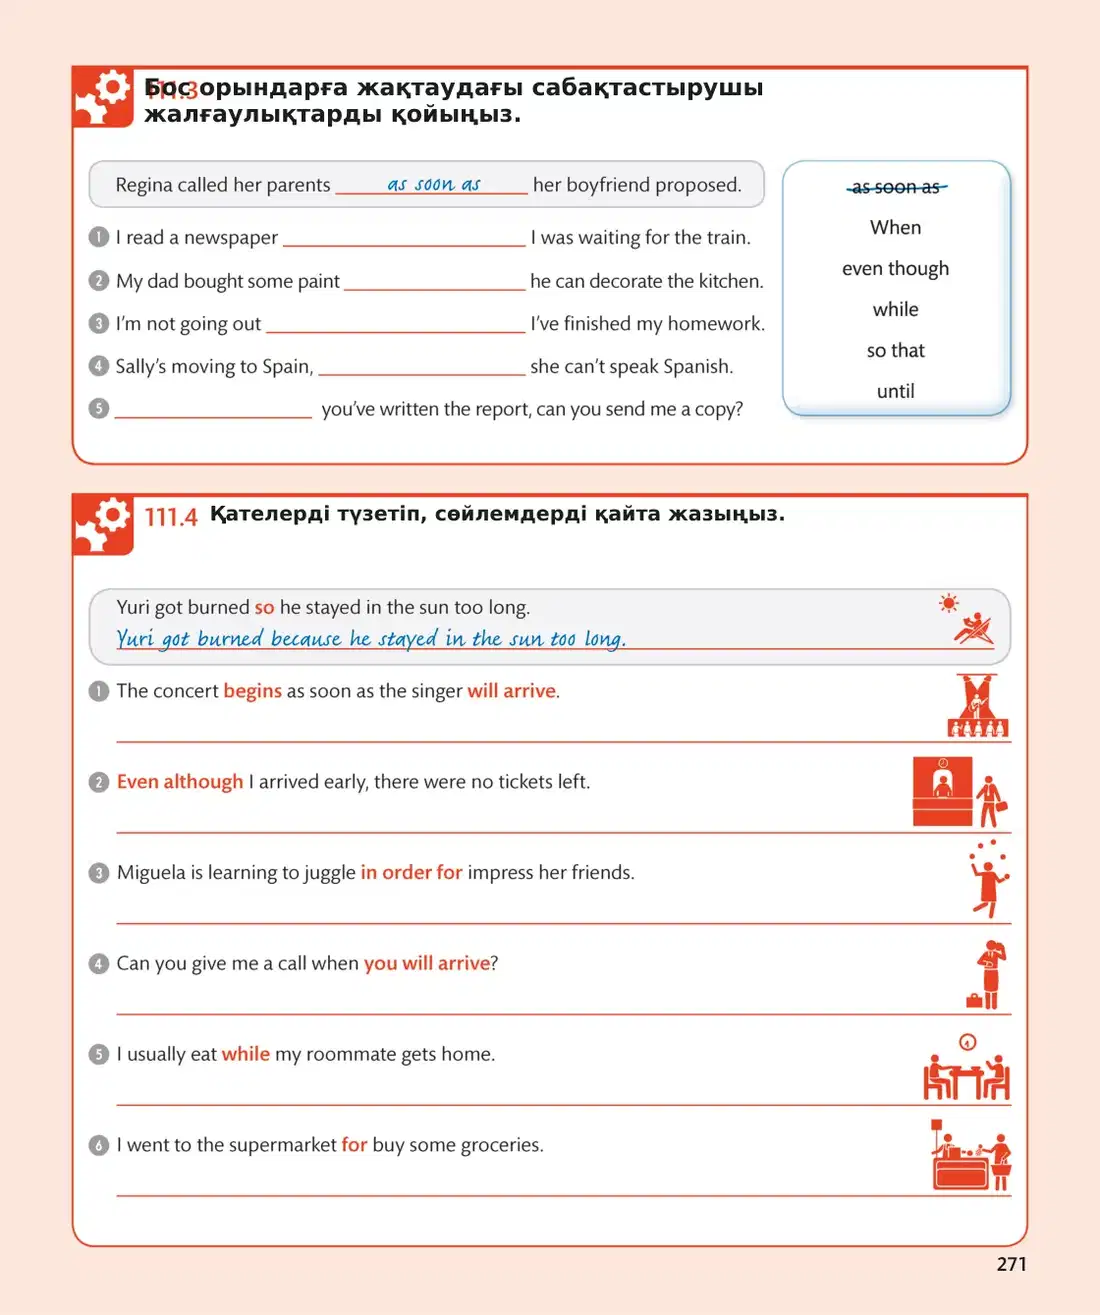 111.3 Бос орындарға жақтаудағы сабақтастырушы
жалғаулықтарды қойыңыз.
Regina called her parents as soon as her boyfriend proposed.
1 I read a newspaper ____ I was waiting for the train.
2 My dad bought some paint ____ he can decorate the kitchen.
3 I’m not going out ____ I’ve finished my homework.
4 Sally’s moving to Spain, ____ she can’t speak Spanish.
5 ____ you’ve written the report, can you send me a copy?
as soon as
When
even though
while
so that
until
111.4 Қателерді түзетіп, сөйлемдерді қайта жазыңыз.
Yuri got burned so he stayed in the sun too long.
Yuri got burned because he stayed in the sun too long.
1 The concert begins as soon as the singer will arrive.
2 Even although I arrived early, there were no tickets left.
3 Miguela is learning to juggle in order for impress her friends.
4 Can you give me a call when you will arrive?
5 I usually eat while my roommate gets home.
6 I went to the supermarket for buy some groceries.
271